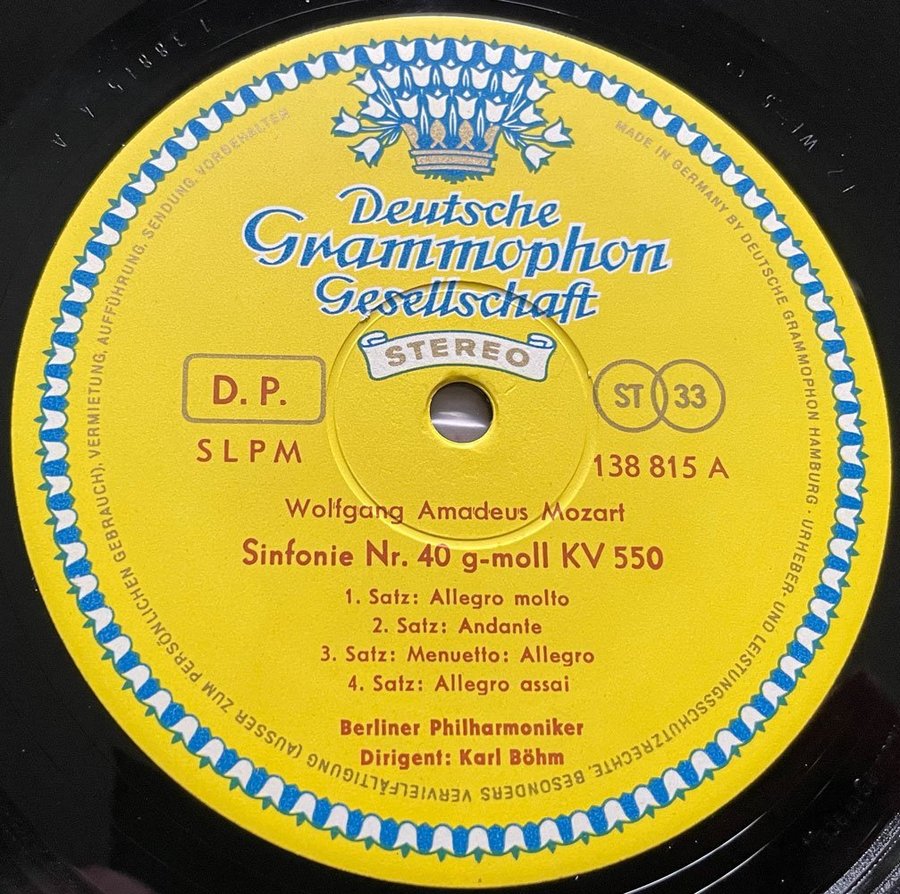 Deutsche
Grammophon
Gesellschaft
STEREO
D. P.
ST 33
SLPM
138 815 A
Wolfgang Amadeus Mozart
Sinfonie Nr. 40 g-moll KV 550
1. Satz: Allegro molto
2. Satz: Andante
3. Satz: Menuetto: Allegro
4. Satz: Allegro assai
Berliner Philharmoniker
Dirigent: Karl Böhm
MADE IN GERMANY BY DEUTSCHE GRAMMOPHON HAMBURG · URHEBER- UND LEISTUNGSSCHUTZRECHTE, BESONDERS VERVIELFÄLTIGUNG (AUSSER ZUM PERSÖNLICHEN GEBRAUCH), VERMIETUNG, AUFFÜHRUNG, SENDUNG, VORBEHALTEN